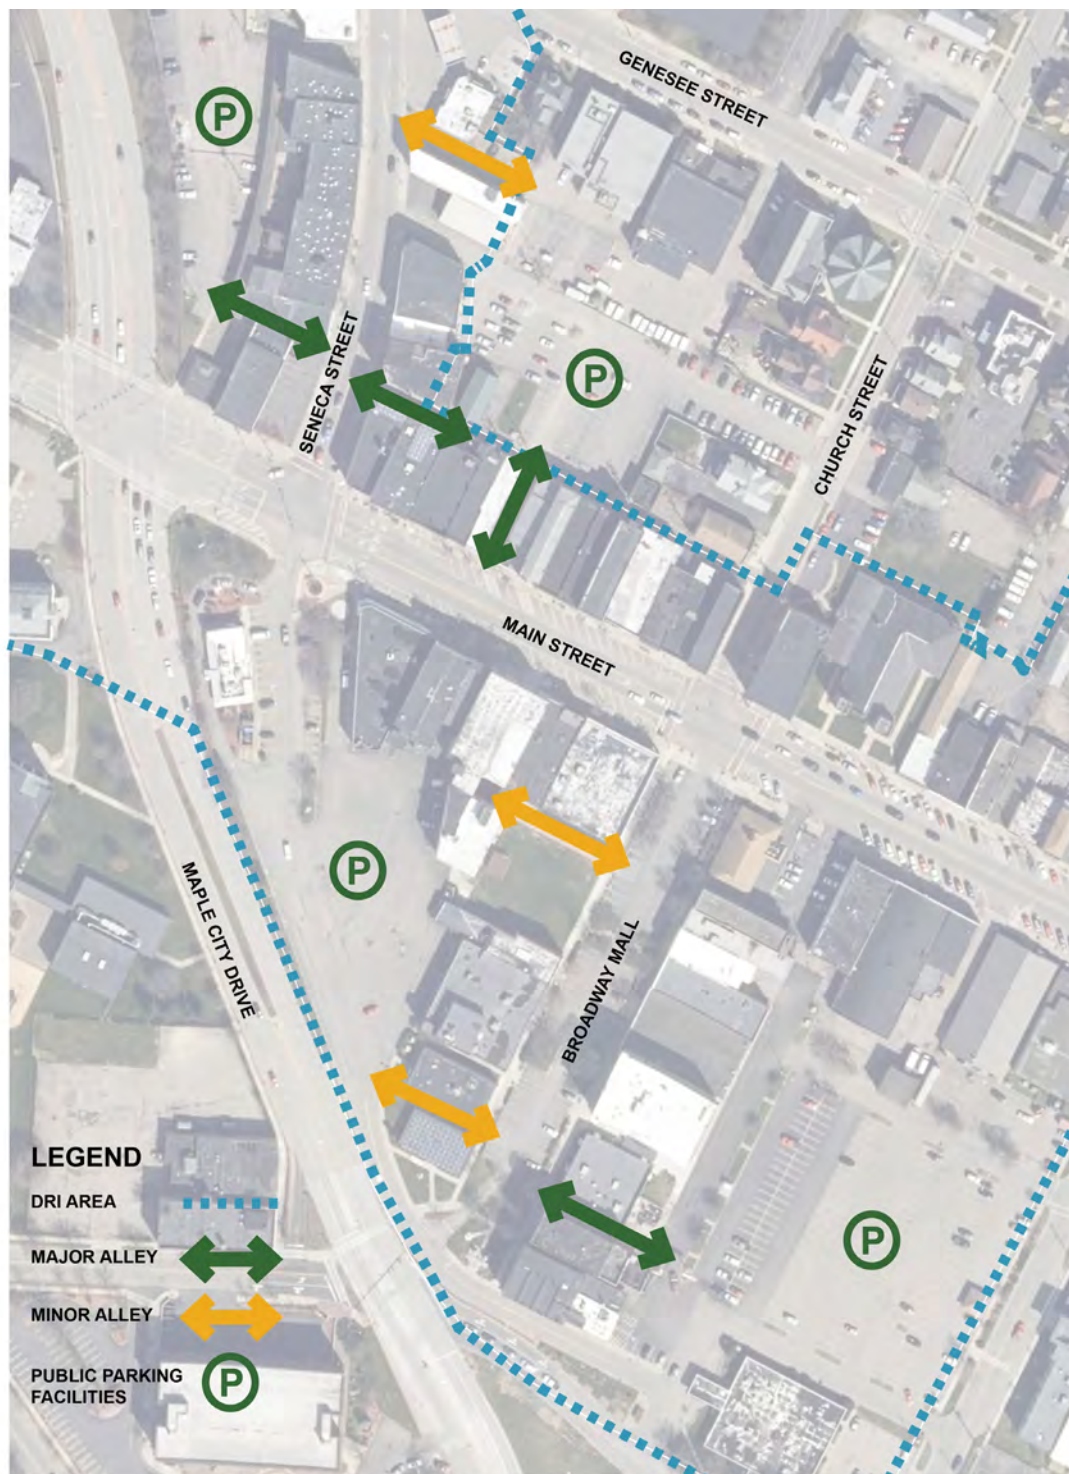 P
GENESEE STREET
SENECA STREET
P
CHURCH STREET
MAIN STREET
P
MAPLE CITY DRIVE
BROADWAY MALL
P
LEGEND
DRI AREA
MAJOR ALLEY
MINOR ALLEY
PUBLIC PARKING
FACILITIES
P